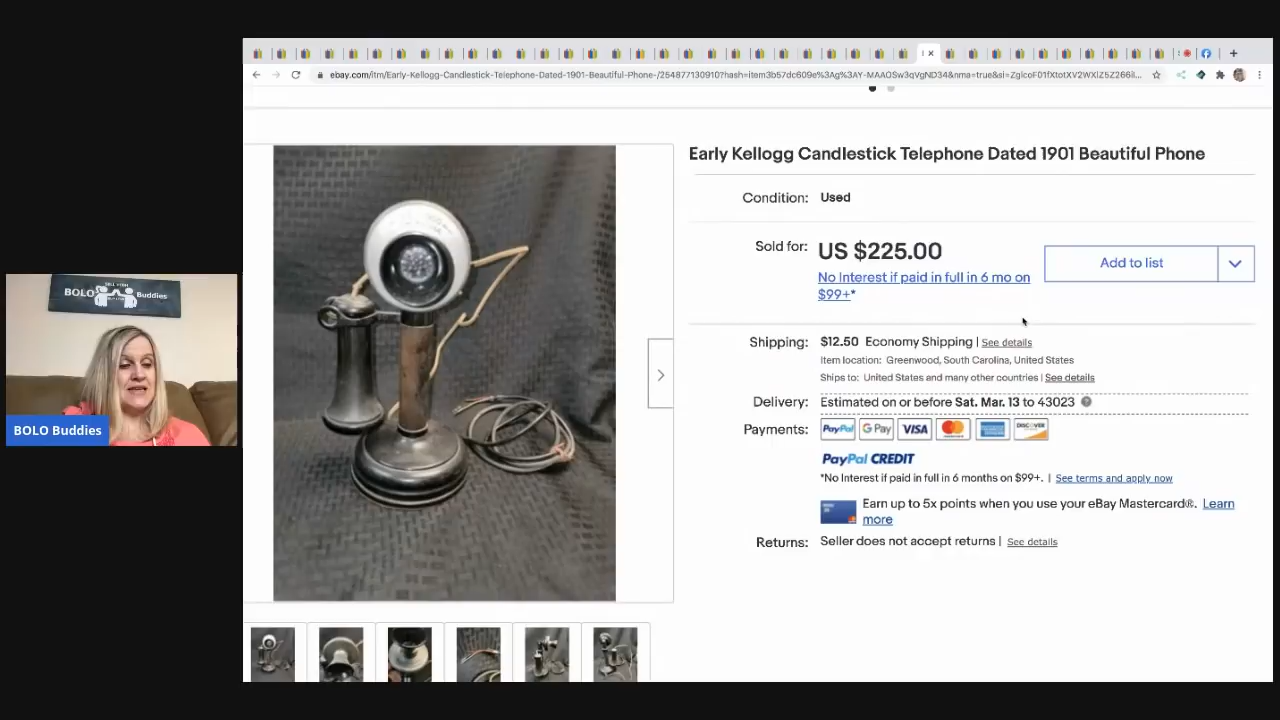 ebay.com/itm/Early-Kellogg-Candlestick-Telephone-Dated-1901-Beautiful-Phone-/254877130910?hash=item3b57dc609e%3Ag%3AY-MAAOSw3qVgND34&nma=true&si=ZgicoF01fXtotXV2WXlZ5Z266il...
Early Kellogg Candlestick Telephone Dated 1901 Beautiful Phone
Condition: Used
Sold for: US $225.00
Add to list
No Interest if paid in full in 6 mo on
$99+*
Shipping: $12.50 Economy Shipping | See details
Item location: Greenwood, South Carolina, United States
Ships to: United States and many other countries | See details
Delivery: Estimated on or before Sat. Mar. 13 to 43023
Payments: PayPal G Pay VISA DISCOVER
PayPal CREDIT
*No Interest if paid in full in 6 months on $99+. | See terms and apply now
Earn up to 5x points when you use your eBay Mastercard®. Learn
more
Returns: Seller does not accept returns | See details
BOLO Buddies
BOLO Buddies